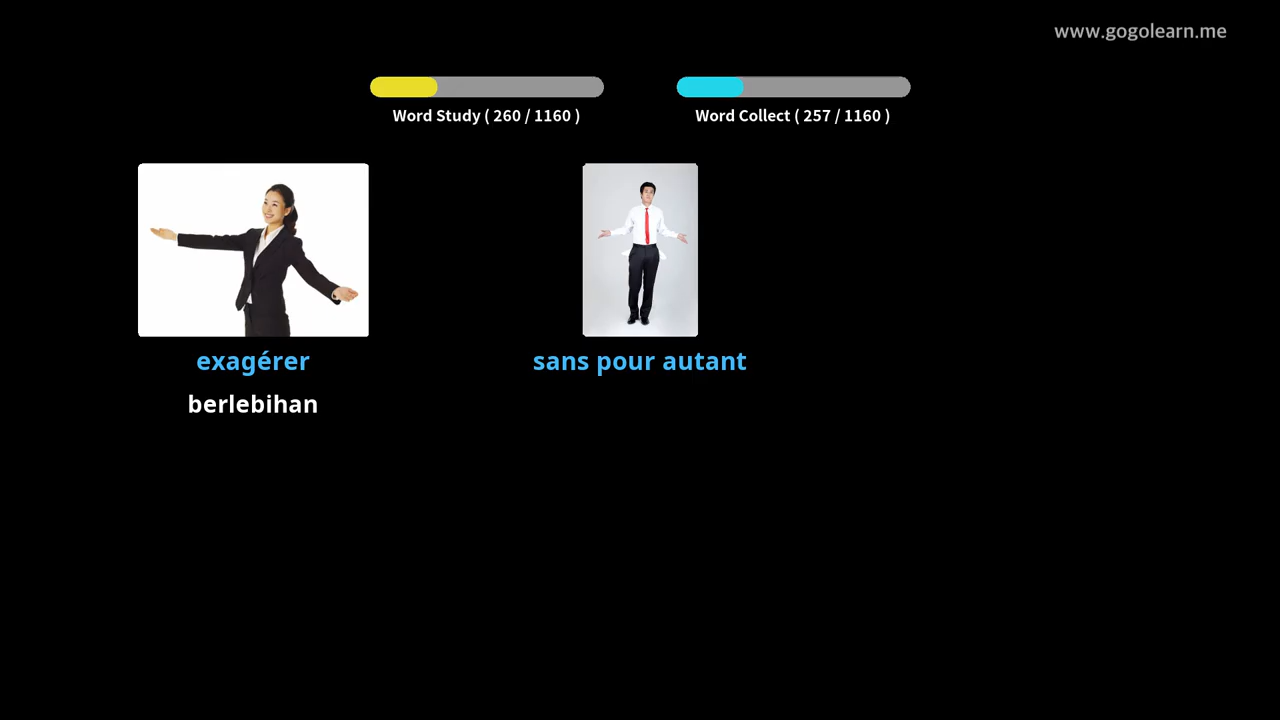 www.gogolearn.me
Word Study ( 260 / 1160 )
Word Collect ( 257 / 1160 )
exagérer
sans pour autant
berlebihan